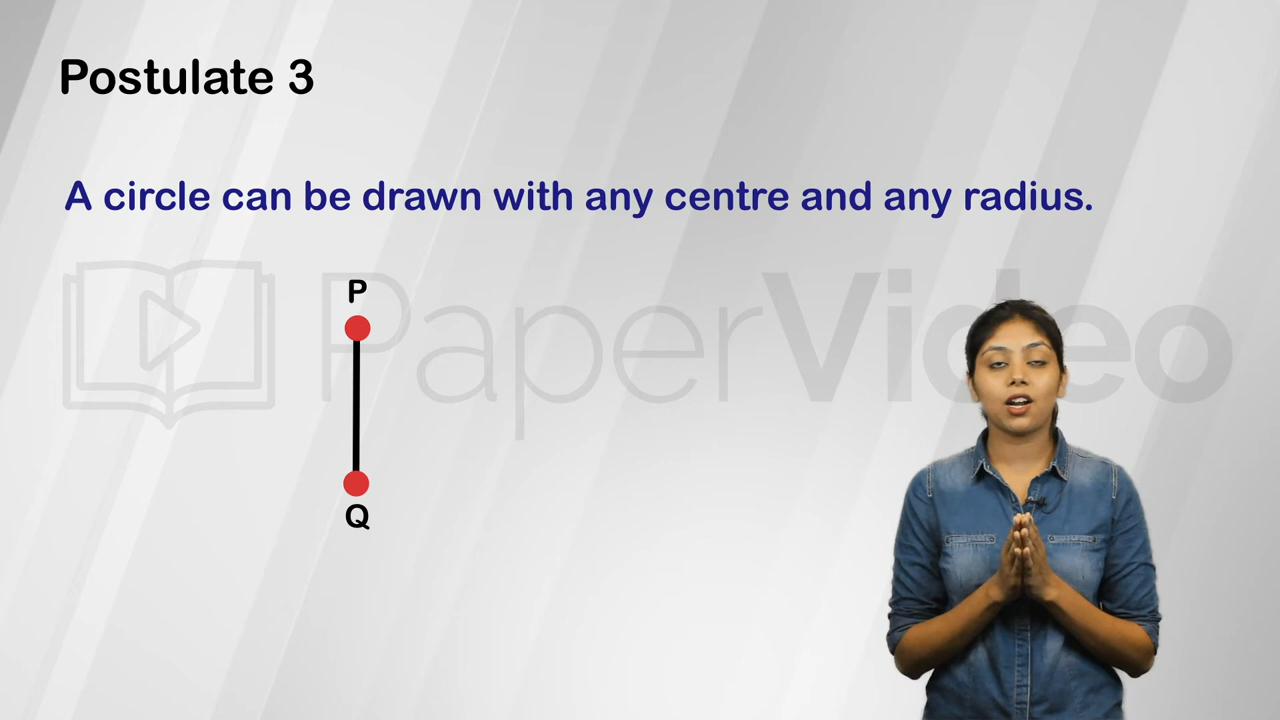 Postulate 3
A circle can be drawn with any centre and any radius.
P
PaperVideo
Q